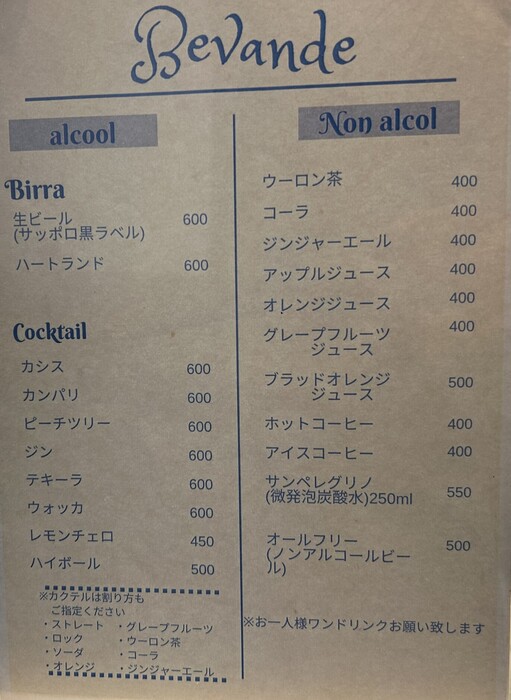 Bevande
alcool
Birra
生ビール 600
(サッポロ黒ラベル)
ハートランド 600
Cocktail
カシス 600
カンパリ 600
ピーチツリー 600
ジン 600
テキーラ 600
ウォッカ 600
レモンチェロ 450
ハイボール 500
※カクテルは割り方も
ご指定ください
・ストレート ・グレープフルーツ
・ロック ・ウーロン茶
・ソーダ ・コーラ
・オレンジ ・ジンジャーエール
Non alcol
ウーロン茶 400
コーラ 400
ジンジャーエール 400
アップルジュース 400
オレンジジュース 400
グレープフルーツ 400
ジュース
ブラッドオレンジ 500
ジュース
ホットコーヒー 400
アイスコーヒー 400
サンペレグリノ 550
(微発泡炭酸水)250ml
オールフリー 500
(ノンアルコールビー
ル)
※お一人様ワンドリンクお願い致します